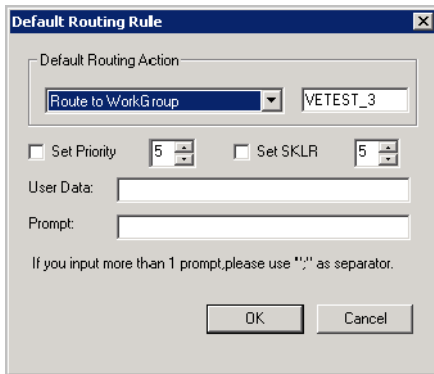 Default Routing Rule
Default Routing Action
Route to WorkGroup VETEST_3
Set Priority 5 Set SKLR 5
User Data:
Prompt:
If you input more than 1 prompt,please use ";" as separator.
OK Cancel